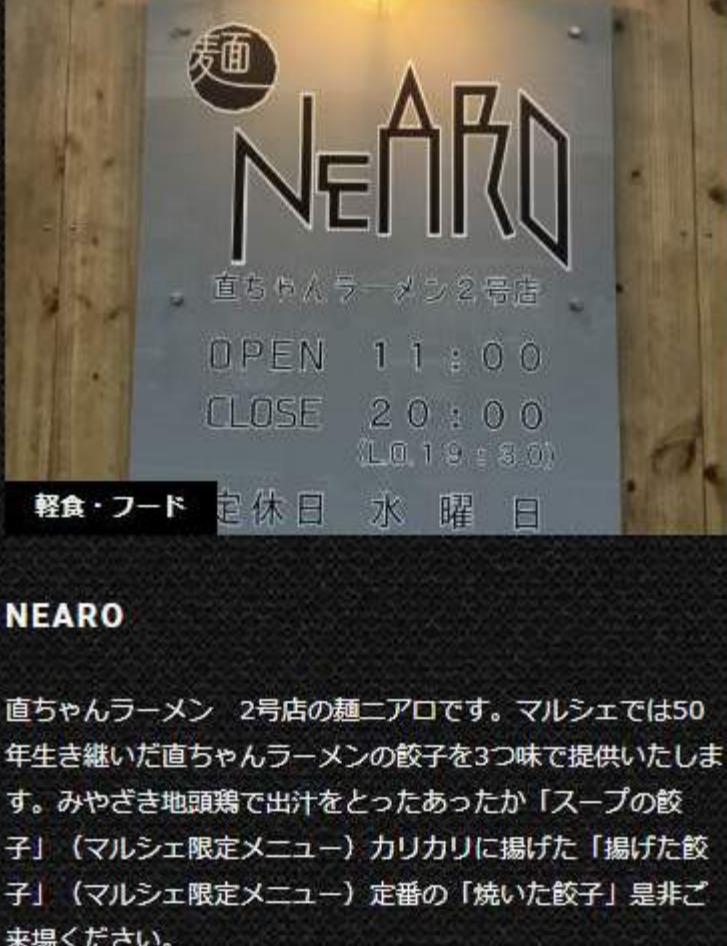 麺
NEARO
直ちゃんラーメン2号店
OPEN 11:00
CLOSE 20:00
(L.O.19:30)
定休日 水曜日
軽食・フード
NEARO
直ちゃんラーメン　2号店の麺ニアロです。マルシェでは50
年生き継いだ直ちゃんラーメンの餃子を3つ味で提供いたしま
す。みやざき地頭鶏で出汁をとったあったか「スープの餃
子」（マルシェ限定メニュー）カリカリに揚げた「揚げた餃
子」（マルシェ限定メニュー）定番の「焼いた餃子」是非ご
来場ください。